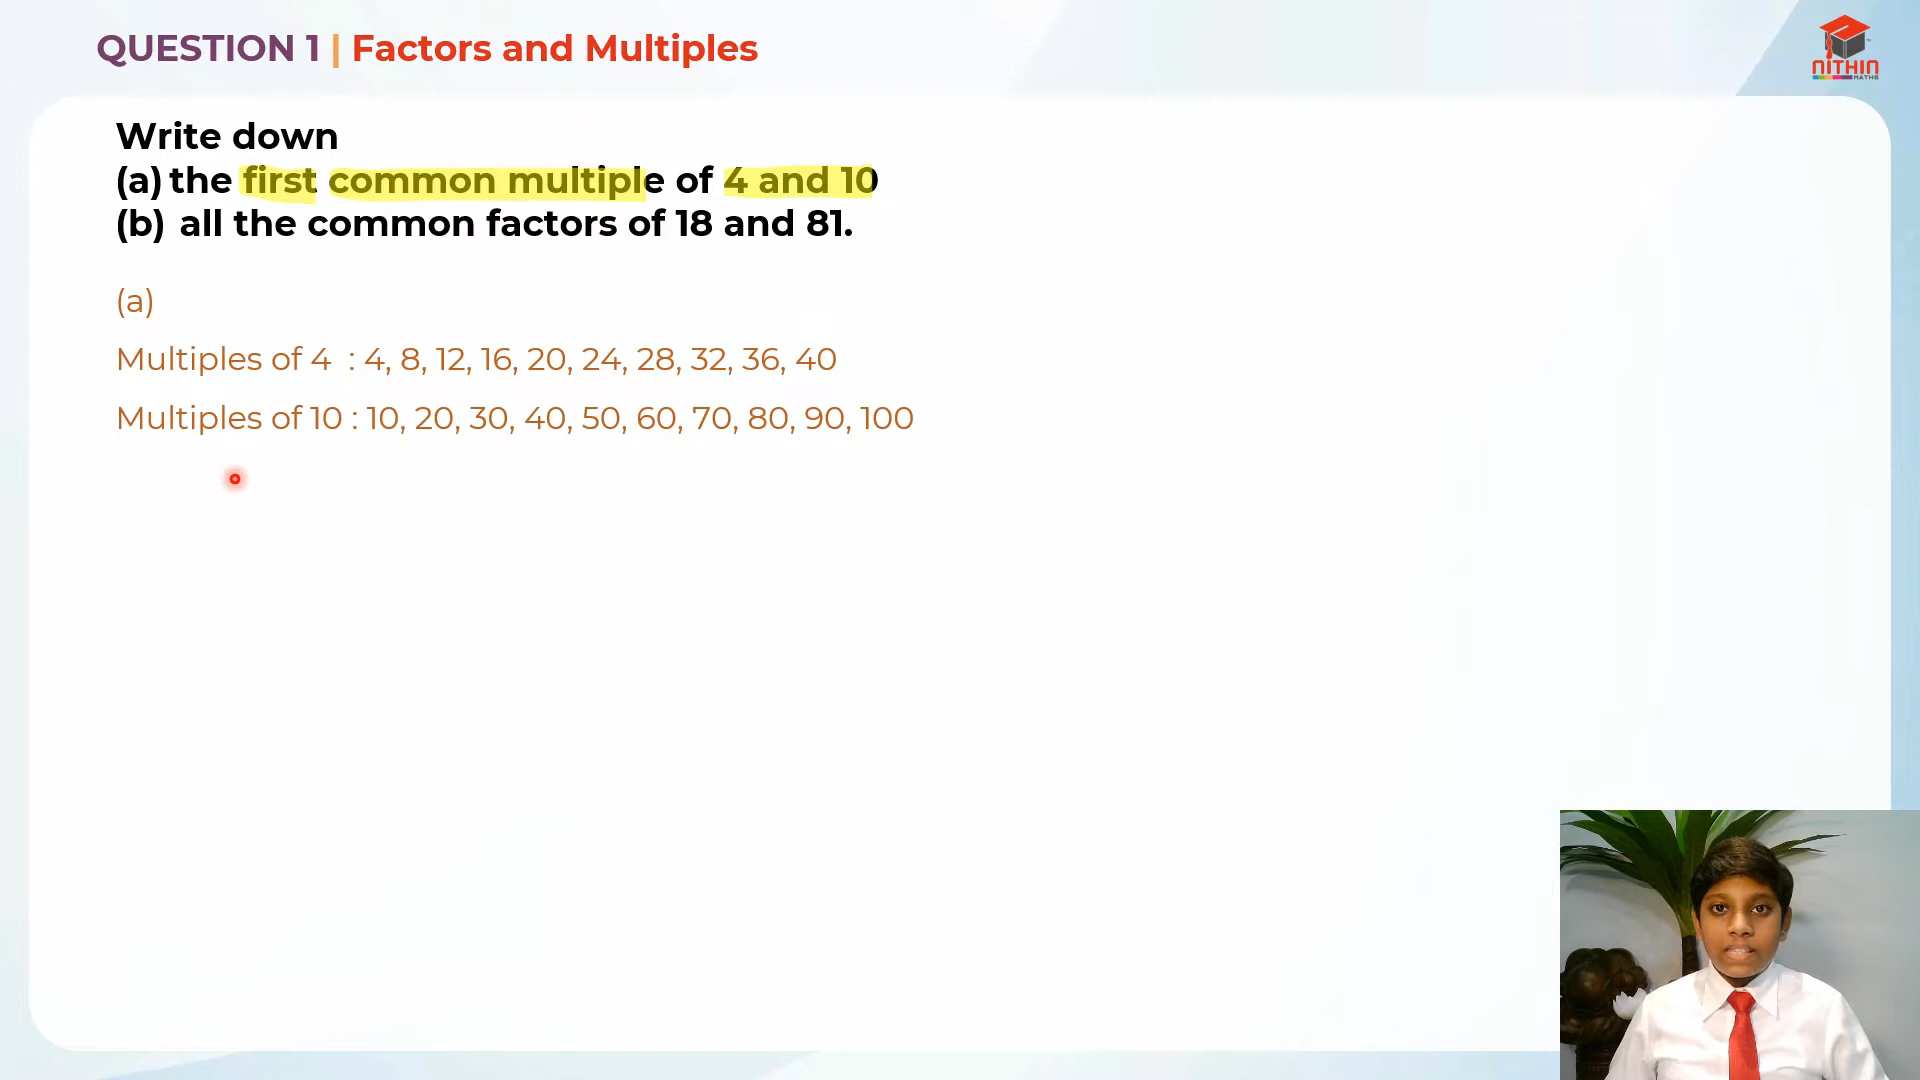 QUESTION 1 | Factors and Multiples
NITHIN
MATHS
Write down
(a) the first common multiple of 4 and 10
(b) all the common factors of 18 and 81.
(a)
Multiples of 4 : 4, 8, 12, 16, 20, 24, 28, 32, 36, 40
Multiples of 10 : 10, 20, 30, 40, 50, 60, 70, 80, 90, 100